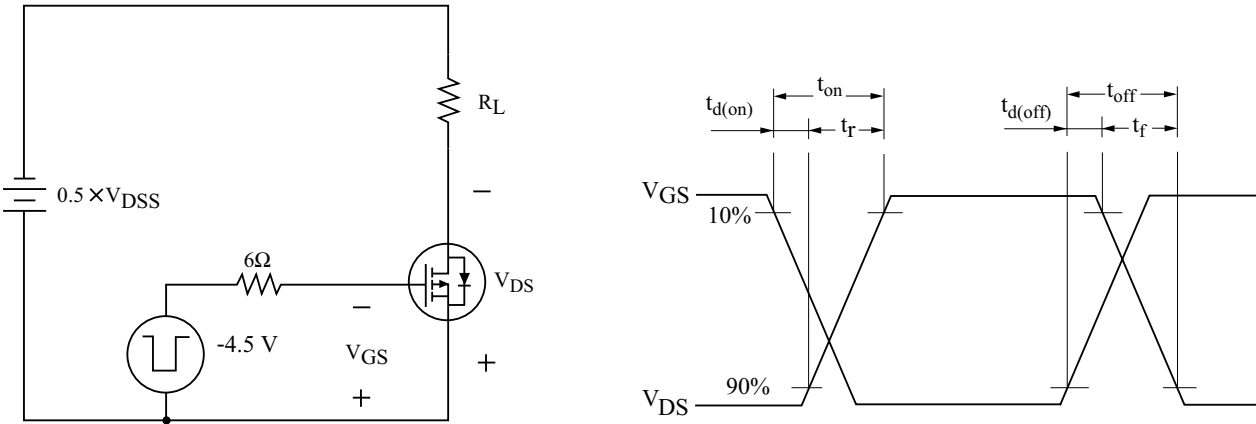 R_L
−
0.5 × V_DSS
6Ω
V_DS
−
-4.5 V
V_GS
+
+
t_on
t_d(on)
t_r
t_off
t_d(off)
t_f
V_GS
10%
90%
V_DS